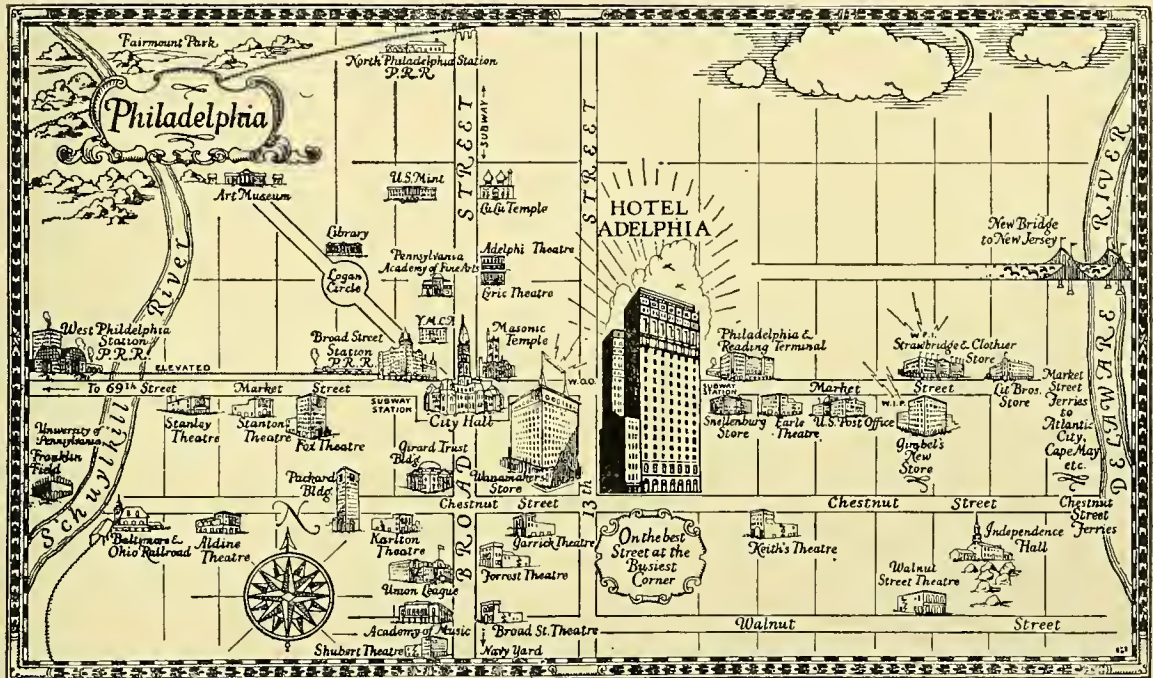 Fairmount Park
Philadelphia
North Philadelphia Station
P.R.R.
STREET
←SUBWAY→
STREET
Art Museum
U.S. Mint
LuLu Temple
Library
Logan
Circle
Pennsylvania
Academy of Fine Arts
Adelphi Theatre
Lyric Theatre
HOTEL
ADELPHIA
New Bridge
to New Jersey
DELAWARE RIVER
Schuylkill River
West Phildelphia
Station
P.R.R.
Broad Street
Station
P.R.R
Y.M.C.A
Masonic
Temple
W.O.O.
Philadelphia &
Reading Terminal
W.F.I.
Strawbridge & Clothier
Store
Lit Bros.
Store
Market
Street
Ferries
to
Atlantic
City,
Cape May
etc.
ELEVATED
← To 69th Street
Market Street
SUBWAY
STATION
City Hall
SUBWAY
STATION
Market Street
W.I.P.
Stanley
Theatre
Stanton
Theatre
Fox Theatre
Snellenburg
Store
Earle
Theatre
U.S. Post Office
Gimbel's
New
Store
University of
Pennsylvania
Franklin
Field
Girard Trust
Bldg.
Wanamakers
Store
Packard
Bldg
BROAD
13th
Chestnut Street
Chestnut Street
Chestnut
Street
Ferries
N
Baltimore &
Ohio Railroad
Aldine
Theatre
Karlton
Theatre
Garrick Theatre
On the best
Street at the
Busiest
Corner
Keith's Theatre
Independence
Hall
Forrest Theatre
Union League
Walnut
Street Theatre
Academy of Music
Broad St. Theatre
Walnut Street
Shubert Theatre
Navy Yard